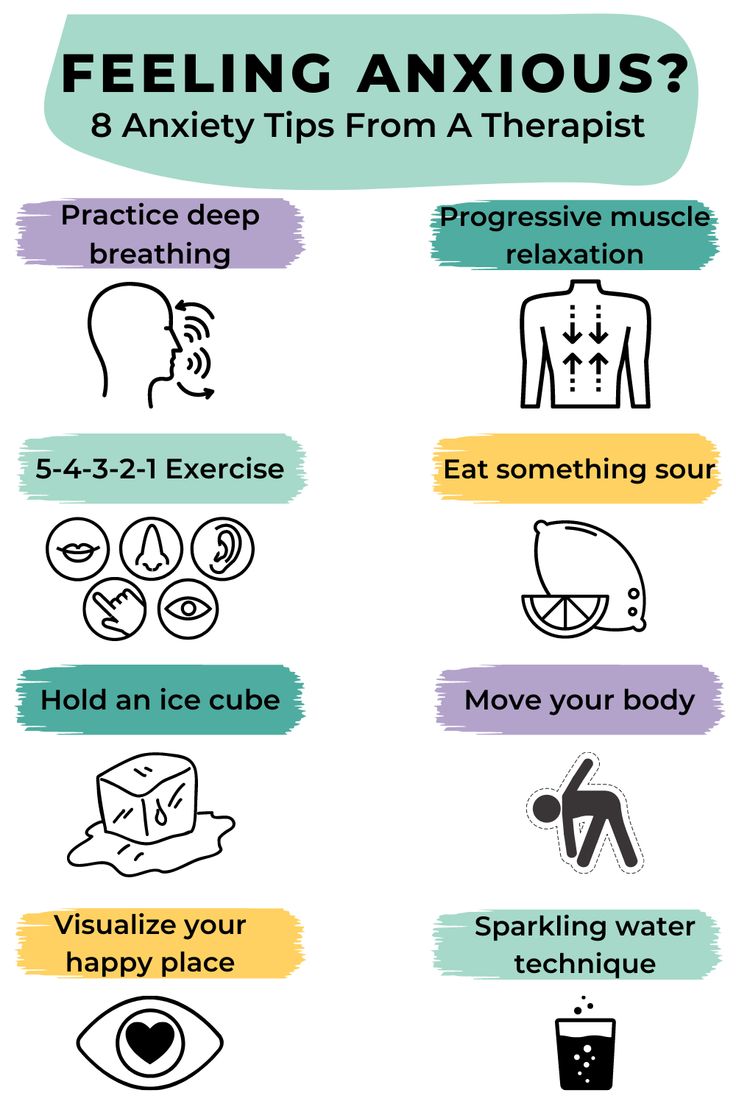 FEELING ANXIOUS?
8 Anxiety Tips From A Therapist
Practice deep
breathing
Progressive muscle
relaxation
5-4-3-2-1 Exercise
Eat something sour
Hold an ice cube
Move your body
Visualize your
happy place
Sparkling water
technique